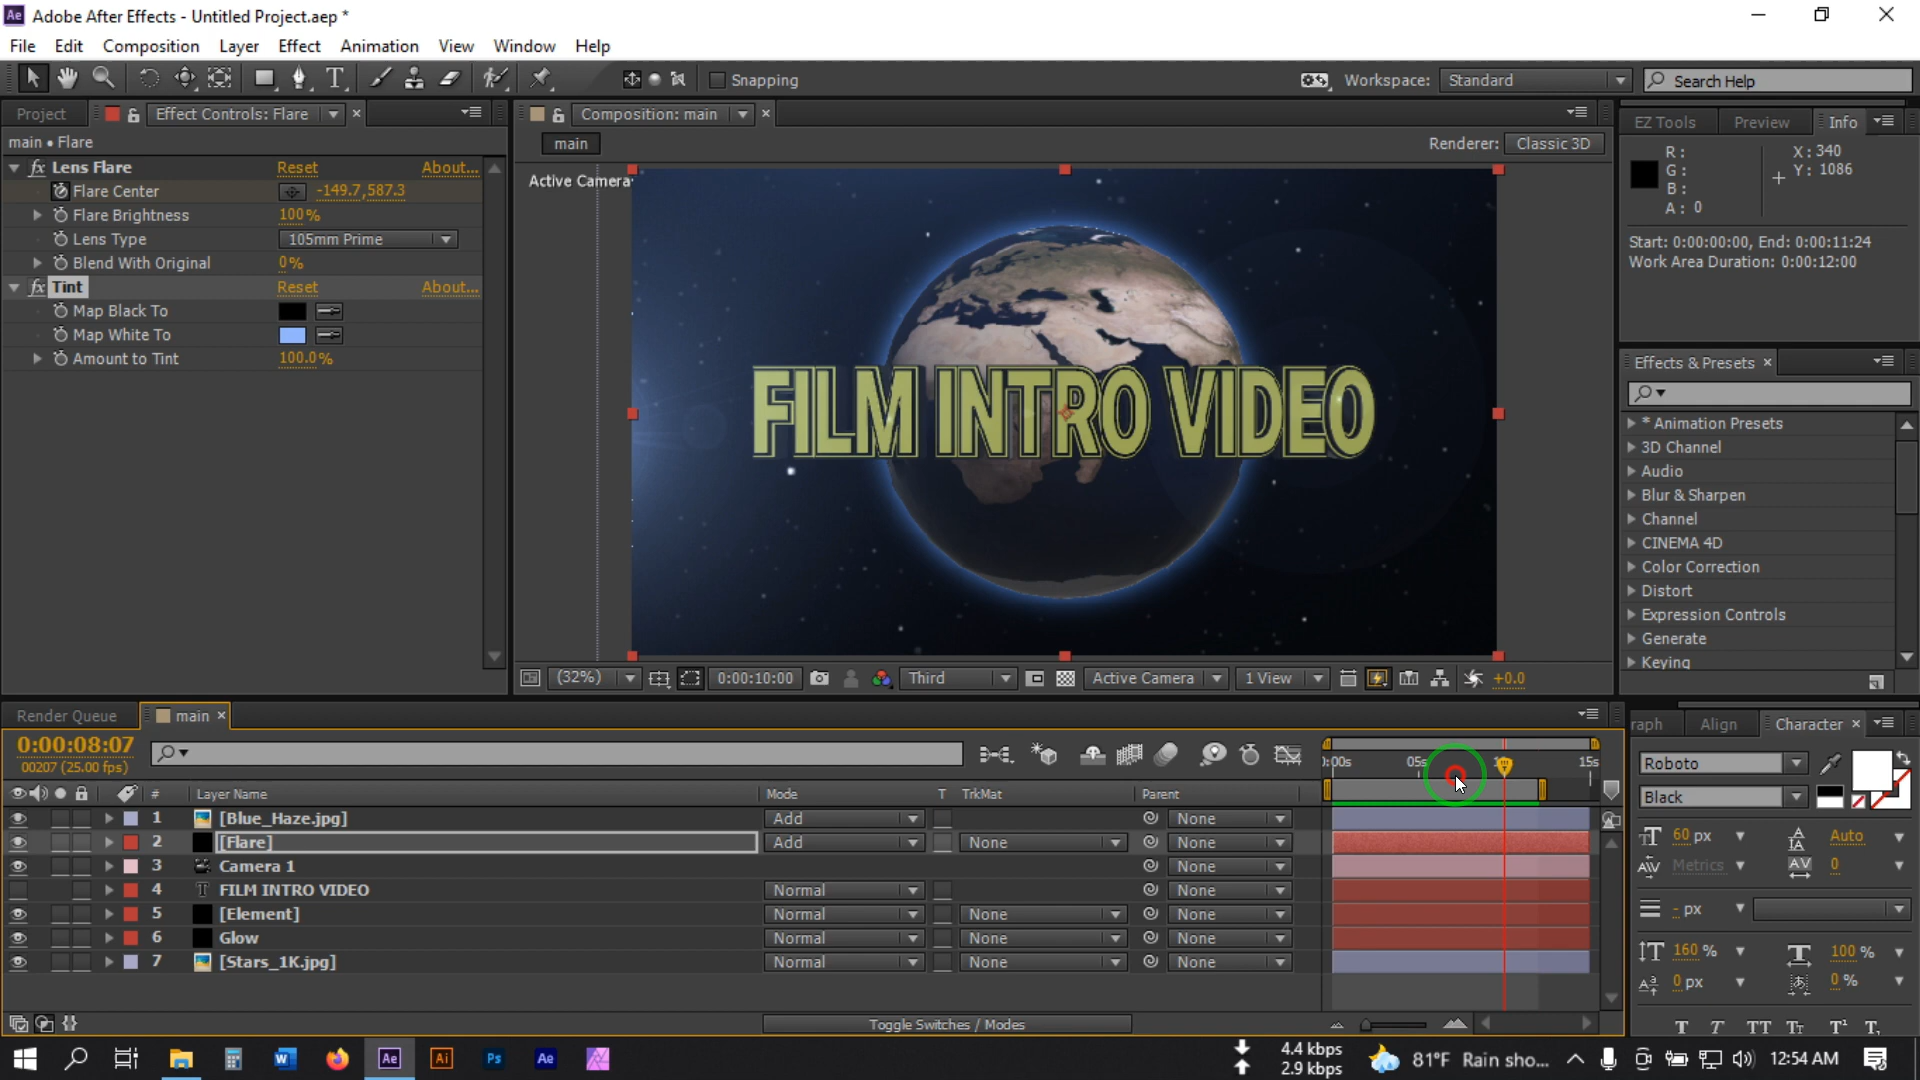 Ae Adobe After Effects - Untitled Project.aep *
File Edit Composition Layer Effect Animation View Window Help
Snapping Workspace: Standard Search Help
Project Effect Controls: Flare Composition: main EZ Tools Preview Info
main • Flare main Renderer: Classic 3D
fx Lens Flare Reset About...
Flare Center -149.7,587.3
Flare Brightness 100%
Lens Type 105mm Prime
Blend With Original 0%
fx Tint Reset About...
Map Black To
Map White To
Amount to Tint 100.0%
Active Camera
FILM INTRO VIDEO
(32%) 0:00:10:00 Third Active Camera 1 View +0.0
R: X: 340
G: Y: 1086
B:
A: 0
Start: 0:00:00:00, End: 0:00:11:24
Work Area Duration: 0:00:12:00
Effects & Presets
* Animation Presets
3D Channel
Audio
Blur & Sharpen
Channel
CINEMA 4D
Color Correction
Distort
Expression Controls
Generate
Keying
Render Queue main
0:00:08:07
00207 (25.00 fps)
05s 15s
# Layer Name Mode T TrkMat Parent
1 [Blue_Haze.jpg] Add None
2 [Flare] Add None None
3 Camera 1 None
4 T FILM INTRO VIDEO Normal None
5 [Element] Normal None None
6 Glow Normal None None
7 [Stars_1K.jpg] Normal None None
Toggle Switches / Modes
raph Align Character
Roboto
Black
60 px Auto
Metrics 0
- px
160 % 100 %
0 px 0 %
T T TT Tr T¹ T,
W Ae Ai Ps Ae
4.4 kbps
2.9 kbps
81°F Rain sho... 12:54 AM